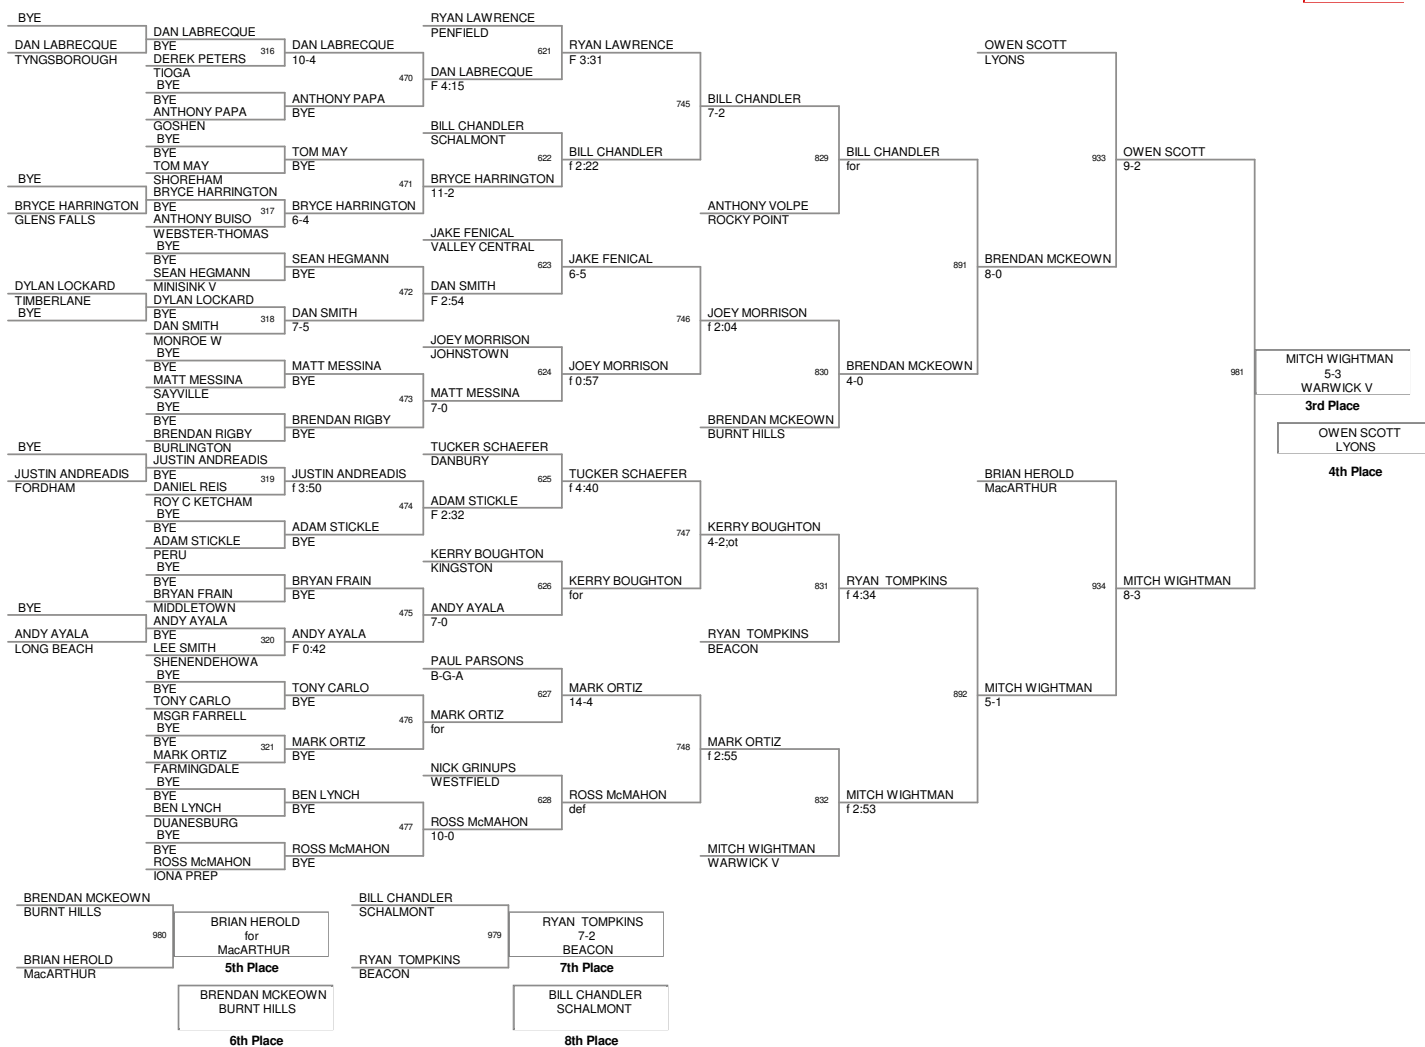 BYE
DAN LABRECQUE
TYNGSBOROUGH
BYE
BRYCE HARRINGTON
GLENS FALLS
DYLAN LOCKARD
TIMBERLANE
BYE
BYE
JUSTIN ANDREADIS
FORDHAM
BYE
ANDY AYALA
LONG BEACH
DAN LABRECQUE
BYE
316
DEREK PETERS
TIOGA
BYE
BYE
ANTHONY PAPA
GOSHEN
BYE
BYE
TOM MAY
SHOREHAM
BRYCE HARRINGTON
BYE
317
ANTHONY BUISO
WEBSTER-THOMAS
BYE
BYE
SEAN HEGMANN
MINISINK V
DYLAN LOCKARD
BYE
318
DAN SMITH
MONROE W
BYE
BYE
MATT MESSINA
SAYVILLE
BYE
BYE
BRENDAN RIGBY
BURLINGTON
JUSTIN ANDREADIS
BYE
319
DANIEL REIS
ROY C KETCHAM
BYE
BYE
ADAM STICKLE
PERU
BYE
BYE
BRYAN FRAIN
MIDDLETOWN
ANDY AYALA
BYE
320
LEE SMITH
SHENENDEHOWA
BYE
BYE
TONY CARLO
MSGR FARRELL
BYE
BYE
321
MARK ORTIZ
FARMINGDALE
BYE
BYE
BEN LYNCH
DUANESBURG
BYE
BYE
ROSS McMAHON
IONA PREP
DAN LABRECQUE
10-4
470
ANTHONY PAPA
BYE
TOM MAY
BYE
471
BRYCE HARRINGTON
6-4
SEAN HEGMANN
BYE
472
DAN SMITH
7-5
MATT MESSINA
BYE
473
BRENDAN RIGBY
BYE
JUSTIN ANDREADIS
f 3:50
474
ADAM STICKLE
BYE
BRYAN FRAIN
BYE
475
ANDY AYALA
F 0:42
TONY CARLO
BYE
476
MARK ORTIZ
BYE
BEN LYNCH
BYE
477
ROSS McMAHON
BYE
RYAN LAWRENCE
PENFIELD
621
DAN LABRECQUE
F 4:15
BILL CHANDLER
SCHALMONT
622
BRYCE HARRINGTON
11-2
JAKE FENICAL
VALLEY CENTRAL
623
DAN SMITH
F 2:54
JOEY MORRISON
JOHNSTOWN
624
MATT MESSINA
7-0
TUCKER SCHAEFER
DANBURY
625
ADAM STICKLE
F 2:32
KERRY BOUGHTON
KINGSTON
626
ANDY AYALA
7-0
PAUL PARSONS
B-G-A
627
MARK ORTIZ
for
NICK GRINUPS
WESTFIELD
628
ROSS McMAHON
10-0
RYAN LAWRENCE
F 3:31
745
BILL CHANDLER
f 2:22
JAKE FENICAL
6-5
746
JOEY MORRISON
f 0:57
TUCKER SCHAEFER
f 4:40
747
KERRY BOUGHTON
for
MARK ORTIZ
14-4
748
ROSS McMAHON
def
BILL CHANDLER
7-2
829
ANTHONY VOLPE
ROCKY POINT
JOEY MORRISON
f 2:04
830
BRENDAN MCKEOWN
BURNT HILLS
KERRY BOUGHTON
4-2;ot
831
RYAN TOMPKINS
BEACON
MARK ORTIZ
f 2:55
832
MITCH WIGHTMAN
WARWICK V
BILL CHANDLER
for
891
BRENDAN MCKEOWN
4-0
RYAN TOMPKINS
f 4:34
892
MITCH WIGHTMAN
f 2:53
OWEN SCOTT
LYONS
933
BRENDAN MCKEOWN
8-0
BRIAN HEROLD
MacARTHUR
934
MITCH WIGHTMAN
5-1
OWEN SCOTT
9-2
981
MITCH WIGHTMAN
8-3
MITCH WIGHTMAN
5-3
WARWICK V
3rd Place
OWEN SCOTT
LYONS
4th Place
BRENDAN MCKEOWN
BURNT HILLS
980
BRIAN HEROLD
MacARTHUR
BRIAN HEROLD
for
MacARTHUR
5th Place
BRENDAN MCKEOWN
BURNT HILLS
6th Place
BILL CHANDLER
SCHALMONT
979
RYAN TOMPKINS
BEACON
RYAN TOMPKINS
7-2
BEACON
7th Place
BILL CHANDLER
SCHALMONT
8th Place